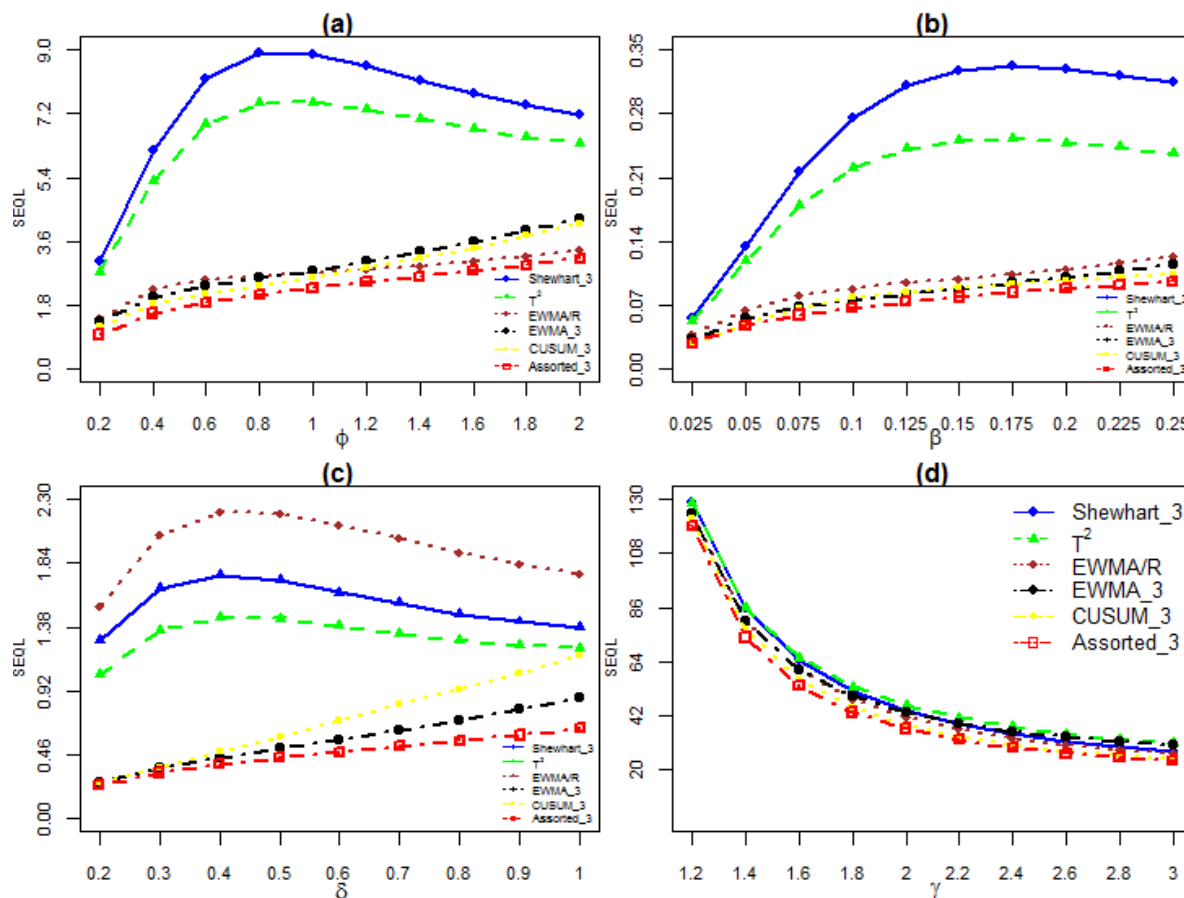 (a)
SEQL
9.0
7.2
5.4
3.6
1.8
0.0
Shewhart_3
T²
EWMA/R
EWMA_3
CUSUM_3
Assorted_3
0.2 0.4 0.6 0.8 1 1.2 1.4 1.6 1.8 2
ϕ
(b)
SEQL
0.35
0.28
0.21
0.14
0.07
0.00
Shewhart_3
T²
EWMA/R
EWMA_3
CUSUM_3
Assorted_3
0.025 0.05 0.075 0.1 0.125 0.15 0.175 0.2 0.225 0.25
β
(c)
SEQL
2.30
1.84
1.38
0.92
0.46
0.00
Shewhart_3
T²
EWMA/R
EWMA_3
CUSUM_3
Assorted_3
0.2 0.3 0.4 0.5 0.6 0.7 0.8 0.9 1
δ
(d)
SEQL
130
108
86
64
42
20
Shewhart_3
T²
EWMA/R
EWMA_3
CUSUM_3
Assorted_3
1.2 1.4 1.6 1.8 2 2.2 2.4 2.6 2.8 3
γ